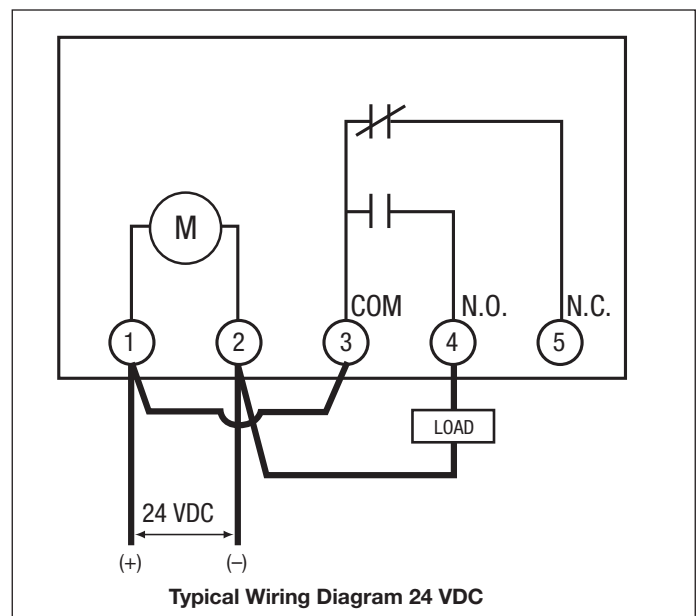 M
COM
N.O.
N.C.
1
2
3
4
5
LOAD
24 VDC
(+)
(–)
Typical Wiring Diagram 24 VDC